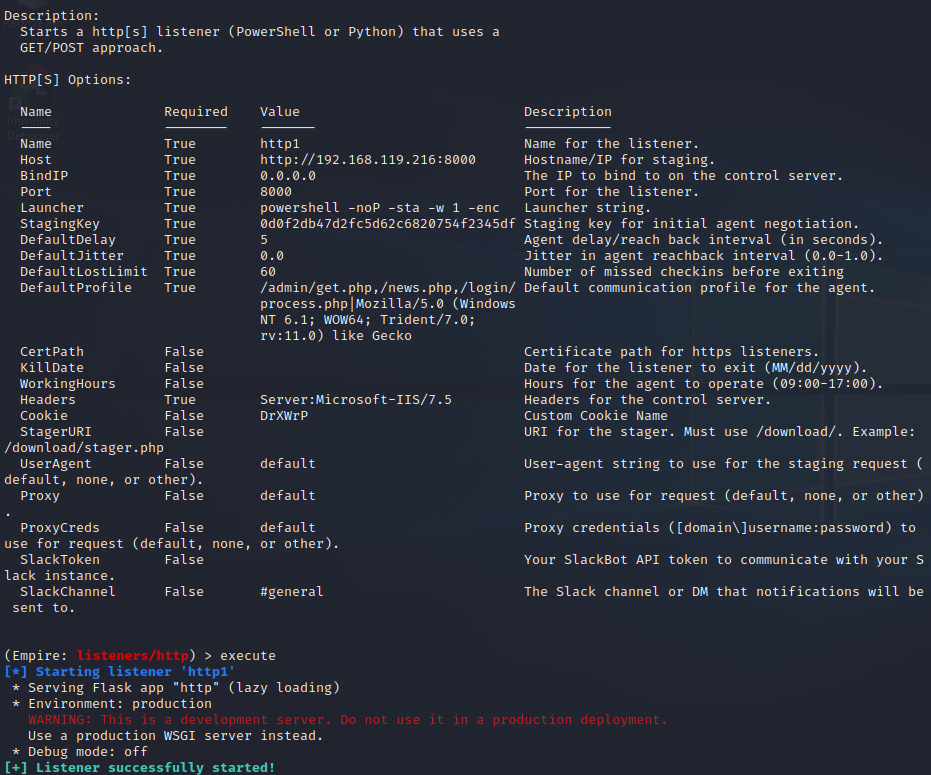 Description:
  Starts a http[s] listener (PowerShell or Python) that uses a
  GET/POST approach.
HTTP[S] Options:
  Name              Required    Value                            Description
  Name              True        http1                            Name for the listener.
  Host              True        http://192.168.119.216:8000      Hostname/IP for staging.
  BindIP            True        0.0.0.0                          The IP to bind to on the control server.
  Port              True        8000                             Port for the listener.
  Launcher          True        powershell -noP -sta -w 1 -enc   Launcher string.
  StagingKey        True        0d0f2db47d2fc5d62c6820754f2345df Staging key for initial agent negotiation.
  DefaultDelay      True        5                                Agent delay/reach back interval (in seconds).
  DefaultJitter     True        0.0                              Jitter in agent reachback interval (0.0-1.0).
  DefaultLostLimit  True        60                               Number of missed checkins before exiting
  DefaultProfile    True        /admin/get.php,/news.php,/login/ Default communication profile for the agent.
                                process.php|Mozilla/5.0 (Windows
                                NT 6.1; WOW64; Trident/7.0;
                                rv:11.0) like Gecko
  CertPath          False                                        Certificate path for https listeners.
  KillDate          False                                        Date for the listener to exit (MM/dd/yyyy).
  WorkingHours      False                                        Hours for the agent to operate (09:00-17:00).
  Headers           True        Server:Microsoft-IIS/7.5         Headers for the control server.
  Cookie            False       DrXWrP                           Custom Cookie Name
  StagerURI         False                                        URI for the stager. Must use /download/. Example:
/download/stager.php
  UserAgent         False       default                          User-agent string to use for the staging request (
default, none, or other).
  Proxy             False       default                          Proxy to use for request (default, none, or other)
.
  ProxyCreds        False       default                          Proxy credentials ([domain\]username:password) to
use for request (default, none, or other).
  SlackToken        False                                        Your SlackBot API token to communicate with your S
lack instance.
  SlackChannel      False       #general                         The Slack channel or DM that notifications will be
 sent to.
(Empire: listeners/http) > execute
[*] Starting listener 'http1'
 * Serving Flask app "http" (lazy loading)
 * Environment: production
   WARNING: This is a development server. Do not use it in a production deployment.
   Use a production WSGI server instead.
 * Debug mode: off
[+] Listener successfully started!